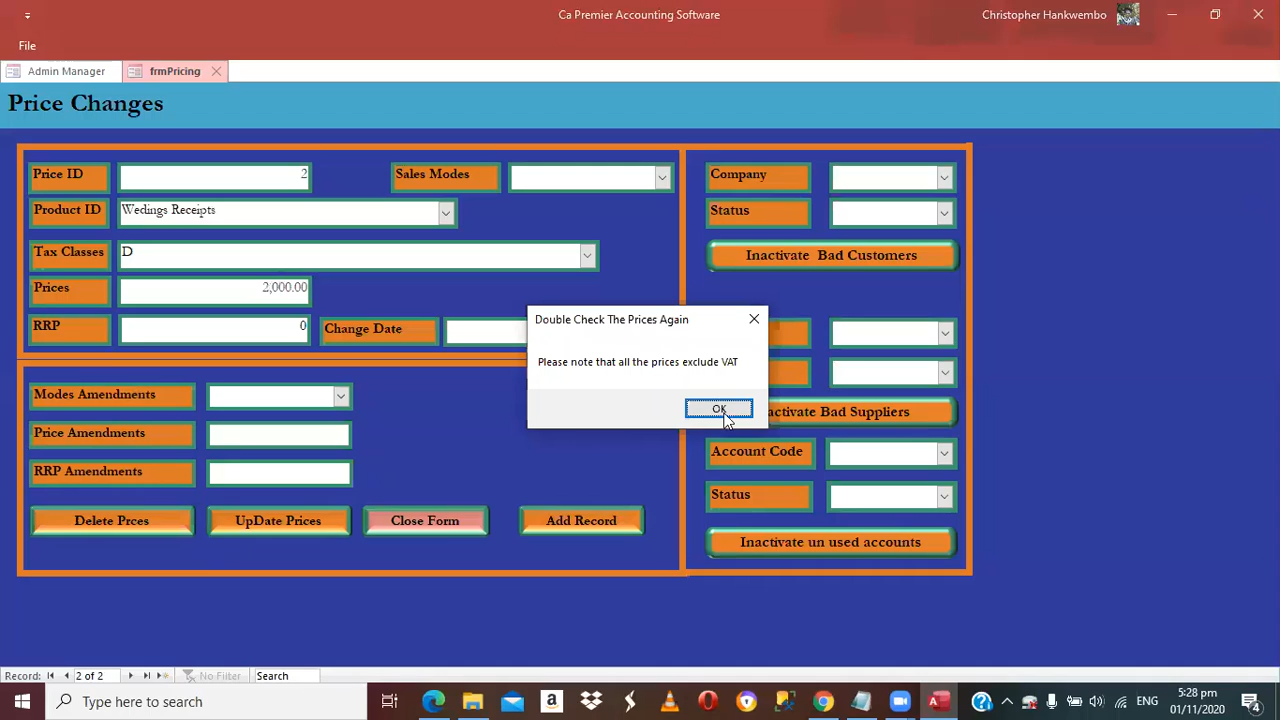 Ca Premier Accounting Software
Christopher Hankwembo
File
Admin Manager
frmPricing
Price Changes
Price ID
2
Sales Modes
Product ID
Wedings Receipts
Tax Classes
D
Prices
2,000.00
RRP
0
Change Date
Company
Status
Inactivate Bad Customers
Double Check The Prices Again
Please note that all the prices exclude VAT
OK
activate Bad Suppliers
Modes Amendments
Price Amendments
RRP Amendments
Account Code
Status
Delete Prces
UpDate Prices
Close Form
Add Record
Inactivate un used accounts
Record:
2 of 2
No Filter
Search
Type here to search
a
ENG
5:28 pm
01/11/2020
4